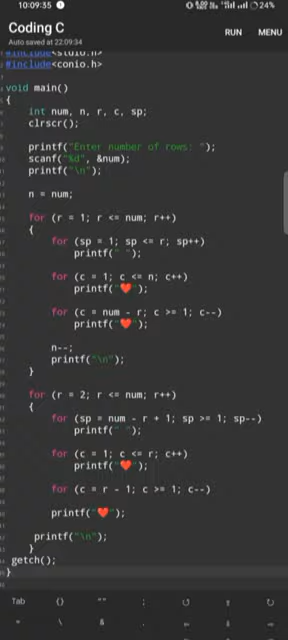 10:09:35
24%
Coding C
Auto saved at 22:09:34
RUN
MENU
#include<stdio.h>
#include<conio.h>
void main()
{
int num, n, r, c, sp;
clrscr();
printf("Enter number of rows: ");
scanf("%d", &num);
printf("\n");
n = num;
for (r = 1; r <= num; r++)
{
for (sp = 1; sp <= r; sp++)
printf(" ");
for (c = 1; c <= n; c++)
printf("❤️");
for (c = num - r; c >= 1; c--)
printf("❤️");
n--;
printf("\n");
}
for (r = 2; r <= num; r++)
{
for (sp = num - r + 1; sp >= 1; sp--)
printf(" ");
for (c = 1; c <= r; c++)
printf("❤️");
for (c = r - 1; c >= 1; c--)
printf("❤️");
printf("\n");
}
getch();
}
Tab {} "" ;
\ &